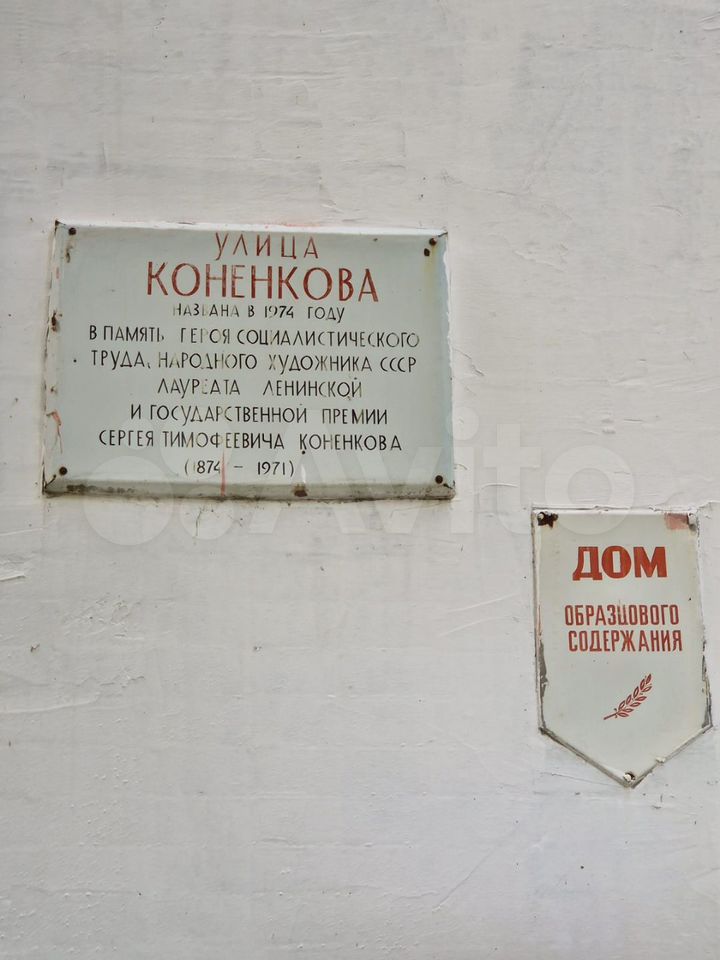 УЛИЦА
КОНЕНКОВА
НАЗВАНА В 1974 ГОДУ
В ПАМЯТЬ ГЕРОЯ СОЦИАЛИСТИЧЕСКОГО
ТРУДА, НАРОДНОГО ХУДОЖНИКА СССР
ЛАУРЕАТА ЛЕНИНСКОЙ
И ГОСУДАРСТВЕННОЙ ПРЕМИИ
СЕРГЕЯ ТИМОФЕЕВИЧА КОНЕНКОВА
(1874 - 1971)
Avito
ДОМ
ОБРАЗЦОВОГО
СОДЕРЖАНИЯ